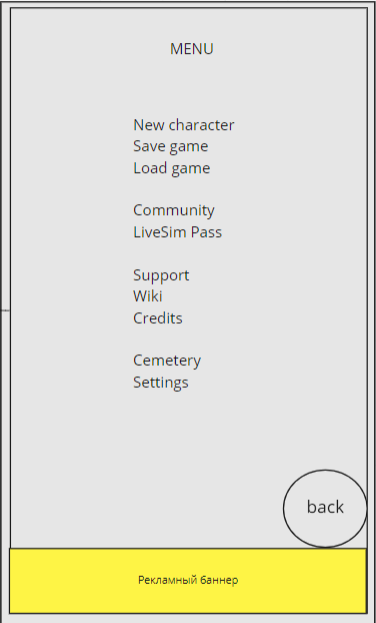 MENU
New character
Save game
Load game
Community
LiveSim Pass
Support
Wiki
Credits
Cemetery
Settings
back
Рекламный баннер